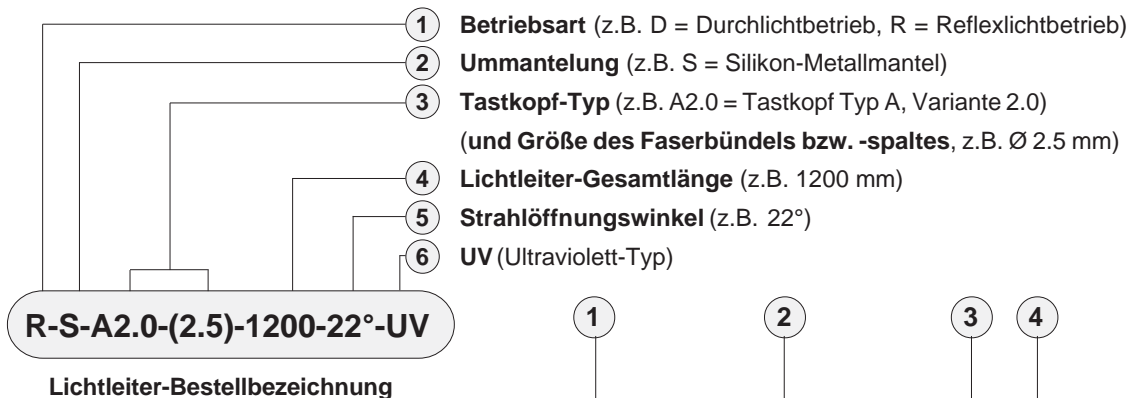 1 Betriebsart (z.B. D = Durchlichtbetrieb, R = Reflexlichtbetrieb)
2 Ummantelung (z.B. S = Silikon-Metallmantel)
3 Tastkopf-Typ (z.B. A2.0 = Tastkopf Typ A, Variante 2.0)
(und Größe des Faserbündels bzw. -spaltes, z.B. Ø 2.5 mm)
4 Lichtleiter-Gesamtlänge (z.B. 1200 mm)
5 Strahlöffnungswinkel (z.B. 22°)
6 UV (Ultraviolett-Typ)
R-S-A2.0-(2.5)-1200-22°-UV
1 2 3 4
Lichtleiter-Bestellbezeichnung